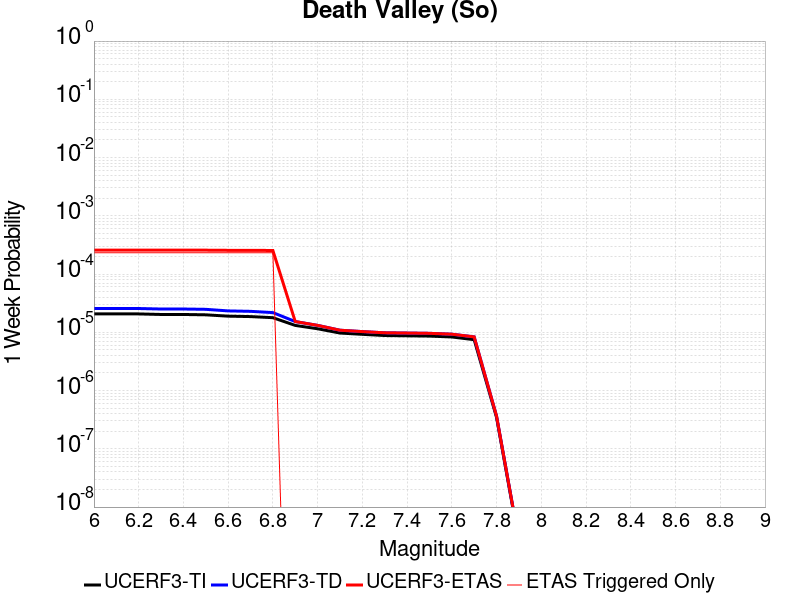 Death Valley (So)
1 Week Probability
10^0
10^-1
10^-2
10^-3
10^-4
10^-5
10^-6
10^-7
10^-8
6 6.2 6.4 6.6 6.8 7 7.2 7.4 7.6 7.8 8 8.2 8.4 8.6 8.8 9
Magnitude
UCERF3-TI UCERF3-TD UCERF3-ETAS ETAS Triggered Only